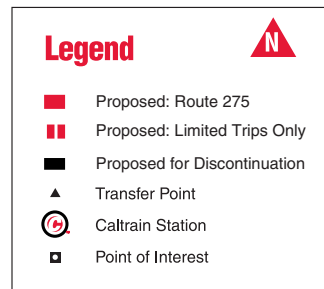 Legend
N
Proposed: Route 275
Proposed: Limited Trips Only
Proposed for Discontinuation
Transfer Point
Caltrain Station
Point of Interest